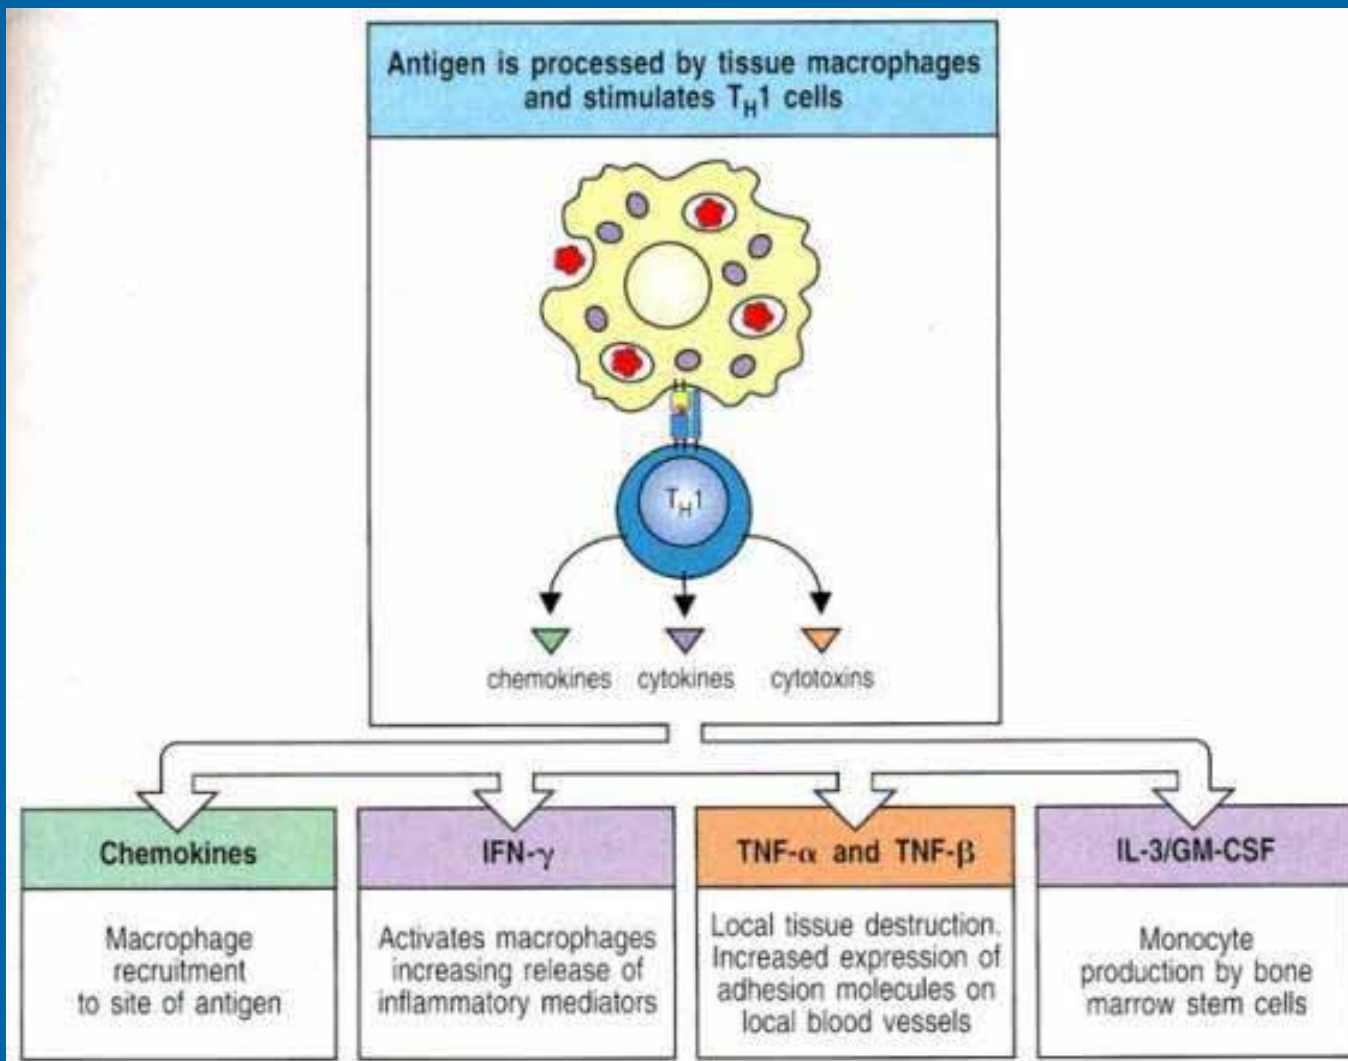 Antigen is processed by tissue macrophages
and stimulates T_H1 cells
T_H1
chemokines cytokines cytotoxins
Chemokines
Macrophage
recruitment
to site of antigen
IFN-γ
Activates macrophages
increasing release of
inflammatory mediators
TNF-α and TNF-β
Local tissue destruction.
Increased expression of
adhesion molecules on
local blood vessels
IL-3/GM-CSF
Monocyte
production by bone
marrow stem cells